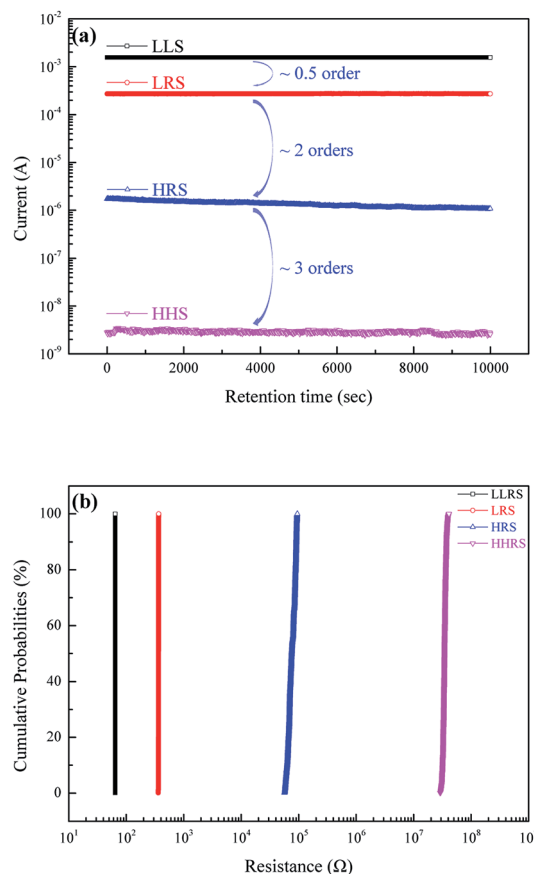 (a)
10⁻²
10⁻³
10⁻⁴
10⁻⁵
10⁻⁶
10⁻⁷
10⁻⁸
10⁻⁹
Current (A)
LLS
LRS
HRS
HHS
~ 0.5 order
~ 2 orders
~ 3 orders
0 2000 4000 6000 8000 10000
Retention time (sec)
(b)
LLRS
LRS
HRS
HHRS
100
80
60
40
20
0
Cumulative Probabilities (%)
10¹ 10² 10³ 10⁴ 10⁵ 10⁶ 10⁷ 10⁸ 10⁹
Resistance (Ω)